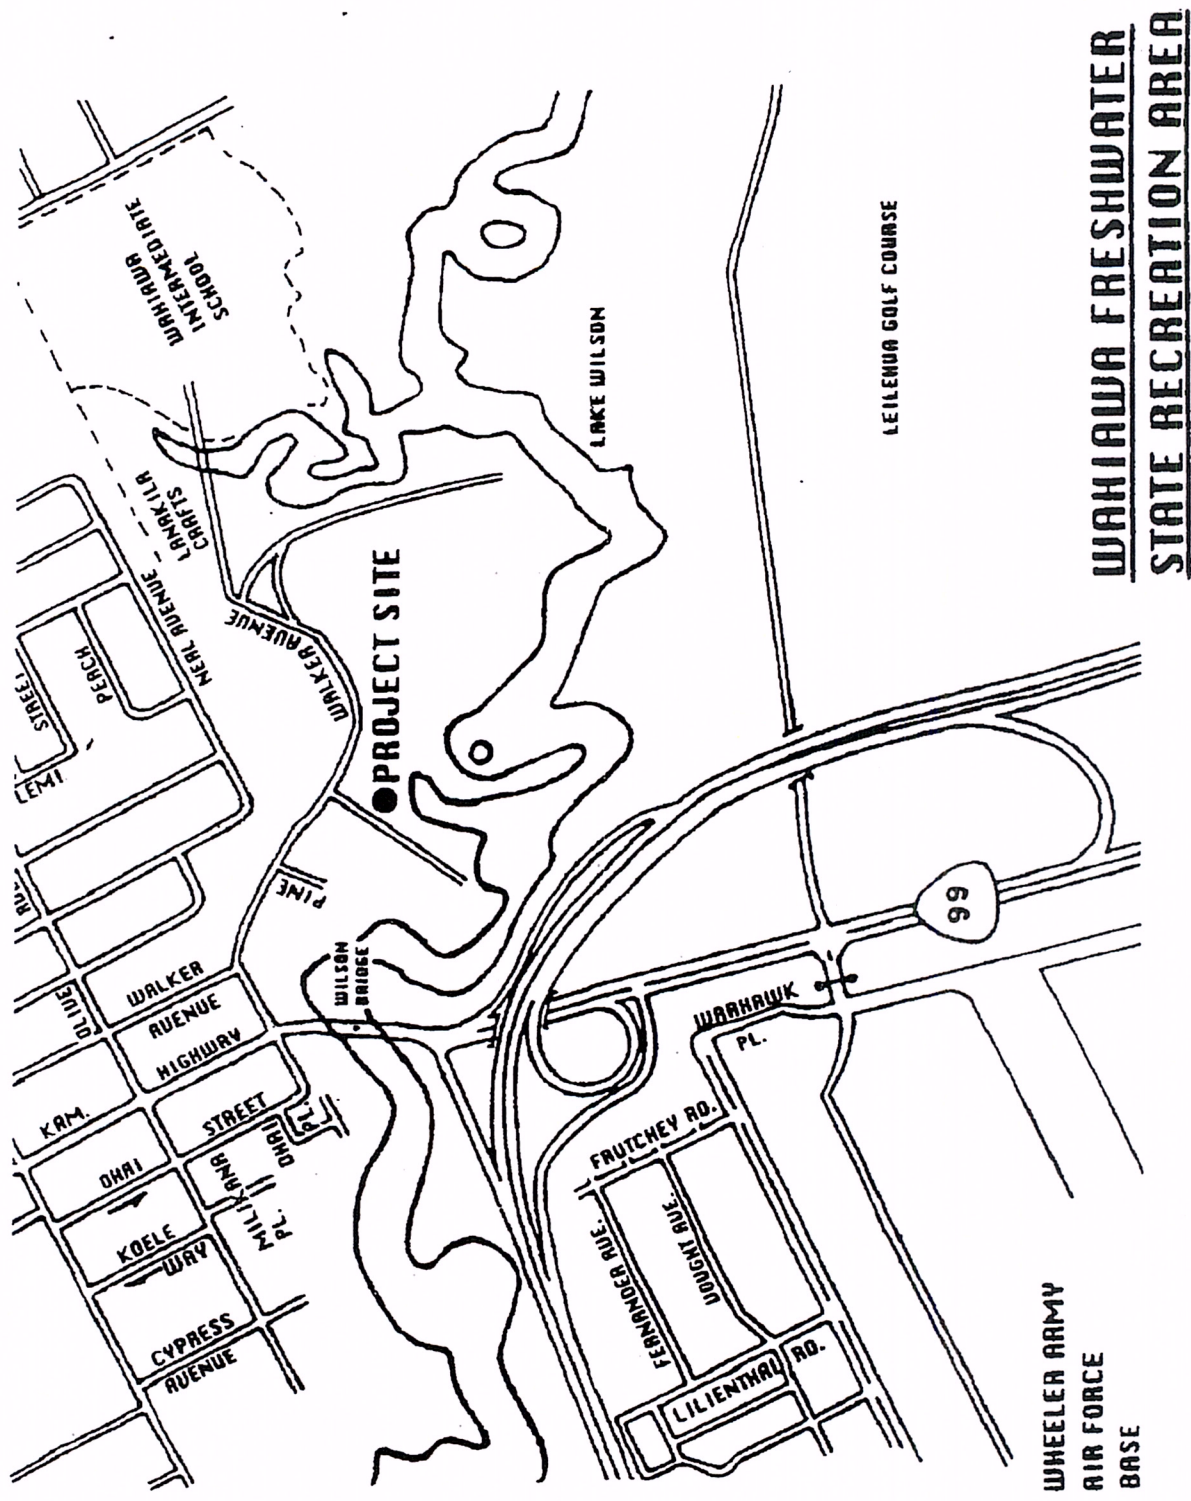 WAHIAWA FRESHWATER
STATE RECREATION AREA
WAHIAWA
INTERMEDIATE
SCHOOL
LANAKILA
CRAFTS
NEAL AVENUE
PEACH
STREET
LEMI
WALKER AVENUE
PROJECT SITE
LAKE WILSON
LEILEHUA GOLF COURSE
PINE
WILSON
BRIDGE
OLIVE
WALKER
AVENUE
KAM.
HIGHWAY
OHAI
STREET
OHAI
PL.
KOELE
WAY
MILIKANA
PL.
CYPRESS
AVENUE
99
WARHAWK
PL.
FRUTCHEY RD.
FERNANDER AVE.
VOUGHT AVE.
LILIENTHAL RD.
WHEELER ARMY
AIR FORCE
BASE